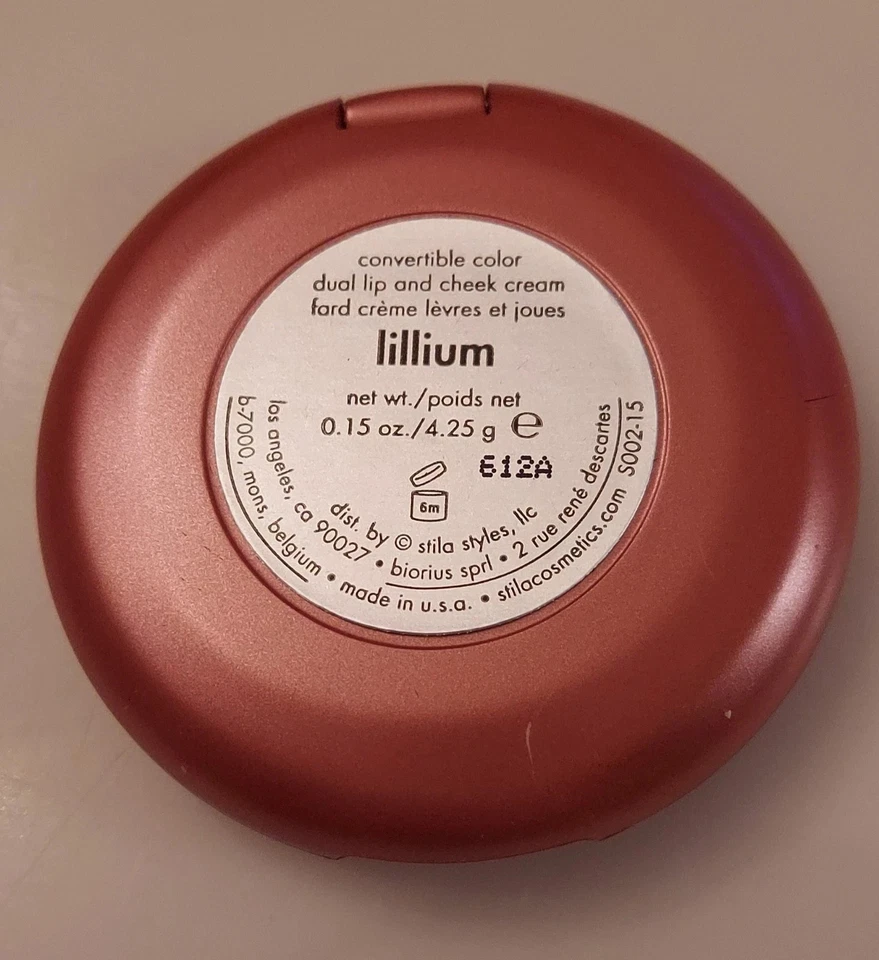 convertible color
dual lip and cheek cream
fard crème lèvres et joues
lillium
net wt./poids net
0.15 oz./4.25 g ℮
612A
6m
dist. by © stila styles, llc
los angeles, ca 90027 • biorius sprl • 2 rue rené descartes
b-7000, mons, belgium • made in u.s.a. • stilacosmetics.com S002-15